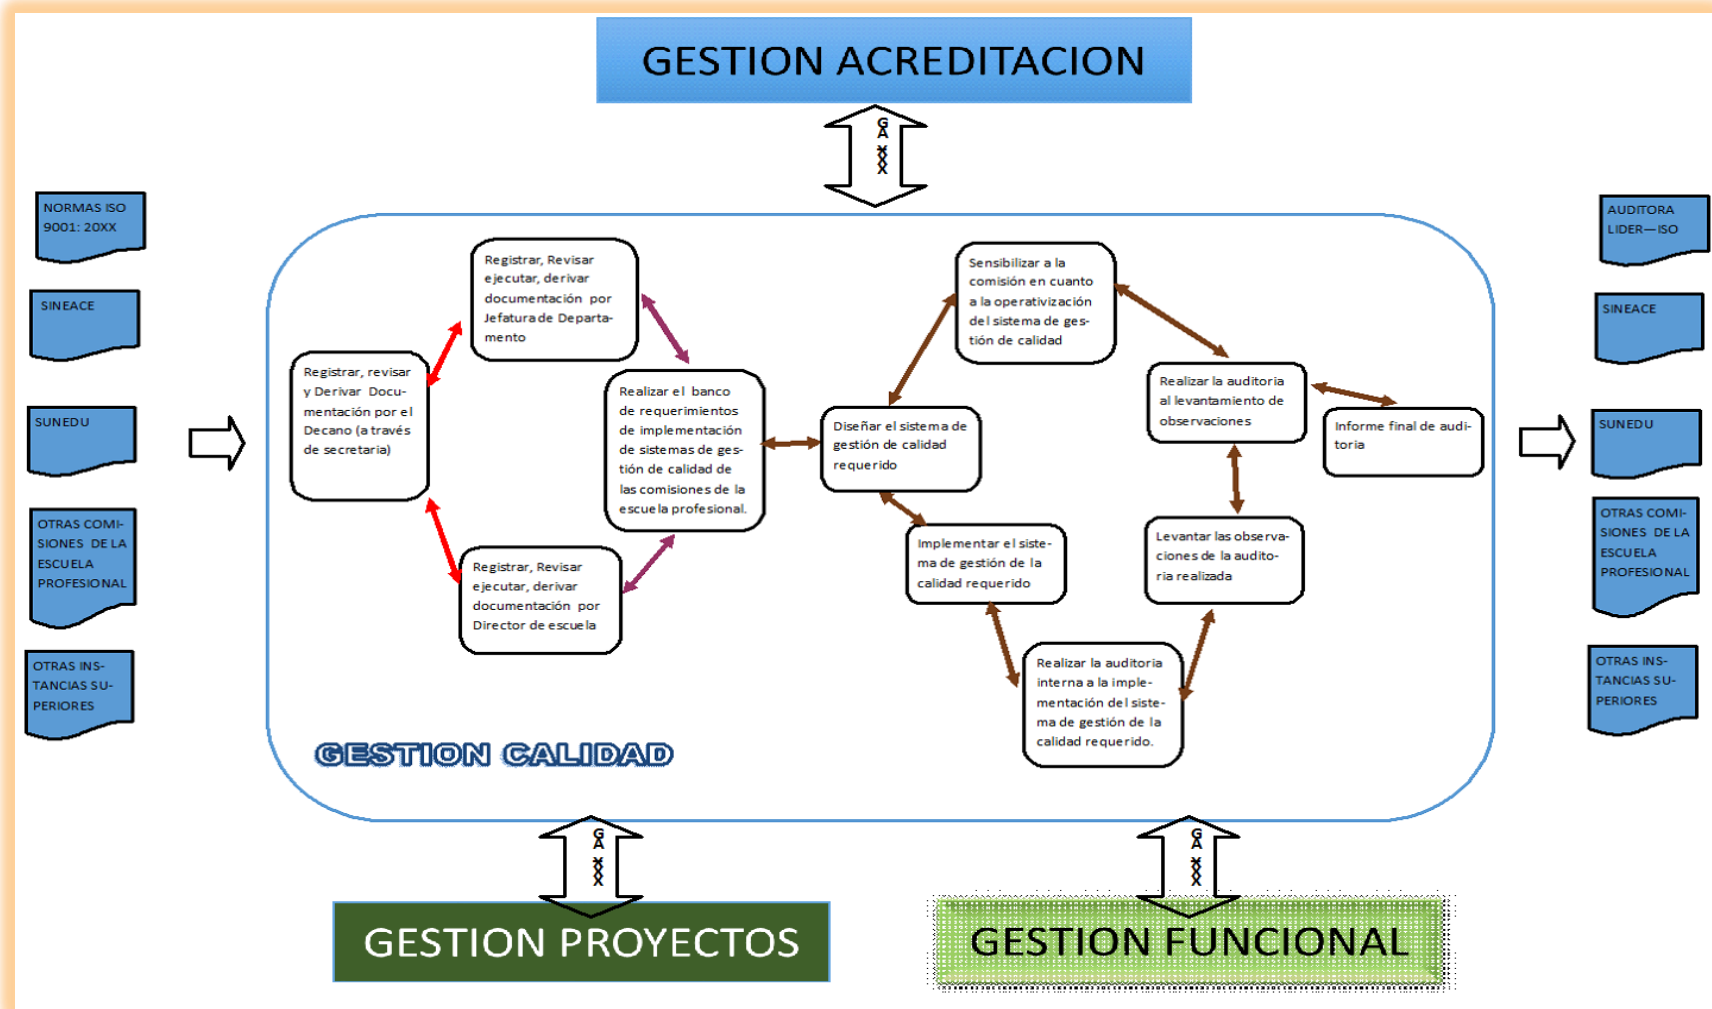 GESTION ACREDITACION
GA XXX
NORMAS ISO
9001: 20XX
SINEACE
SUNEDU
OTRAS COMI-
SIONES DE LA
ESCUELA
PROFESIONAL
OTRAS INS-
TANCIAS SU-
PERIORES
Registrar, revisar
y Derivar Docu-
mentación por el
Decano (a través
de secretaria)
Registrar, Revisar
ejecutar, derivar
documentación por
Jefatura de Departa-
mento
Registrar, Revisar
ejecutar, derivar
documentación por
Director de escuela
Realizar el banco
de requerimientos
de implementación
de sistemas de ges-
tión de calidad de
las comisiones de la
escuela profesional.
Diseñar el sistema de
gestión de calidad
requerido
Sensibilizar a la
comisión en cuanto
a la operativización
del sistema de ges-
tión de calidad
Implementar el siste-
ma de gestión de la
calidad requerido
Realizar la auditoria
interna a la imple-
mentación del siste-
ma de gestión de la
calidad requerido.
Levantar las observa-
ciones de la audito-
ria realizada
Realizar la auditoria
al levantamiento de
observaciones
Informe final de audi-
toria
GESTION CALIDAD
AUDITORA
LIDER—ISO
SINEACE
SUNEDU
OTRAS COMI-
SIONES DE LA
ESCUELA
PROFESIONAL
OTRAS INS-
TANCIAS SU-
PERIORES
GA XXX
GA XXX
GESTION PROYECTOS
GESTION FUNCIONAL